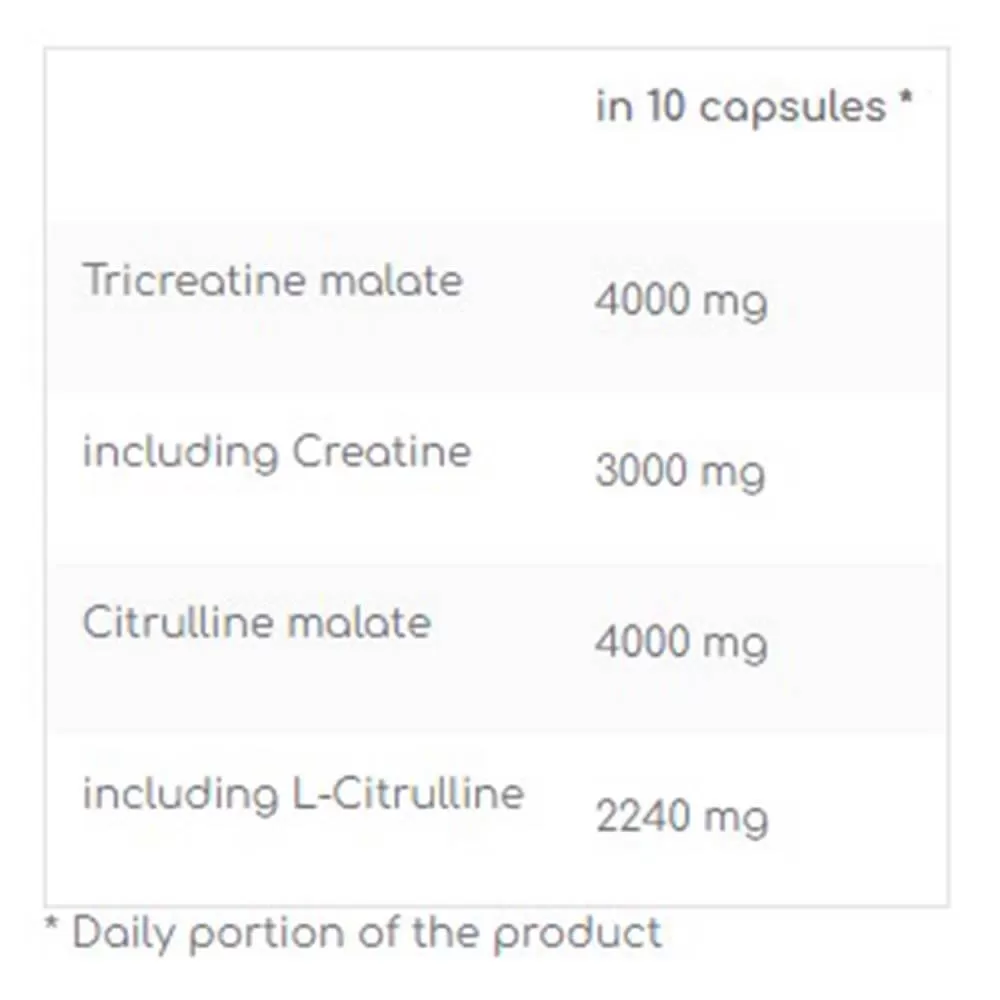 in 10 capsules *
Tricreatine malate
4000 mg
including Creatine
3000 mg
Citrulline malate
4000 mg
including L-Citrulline
2240 mg
* Daily portion of the product